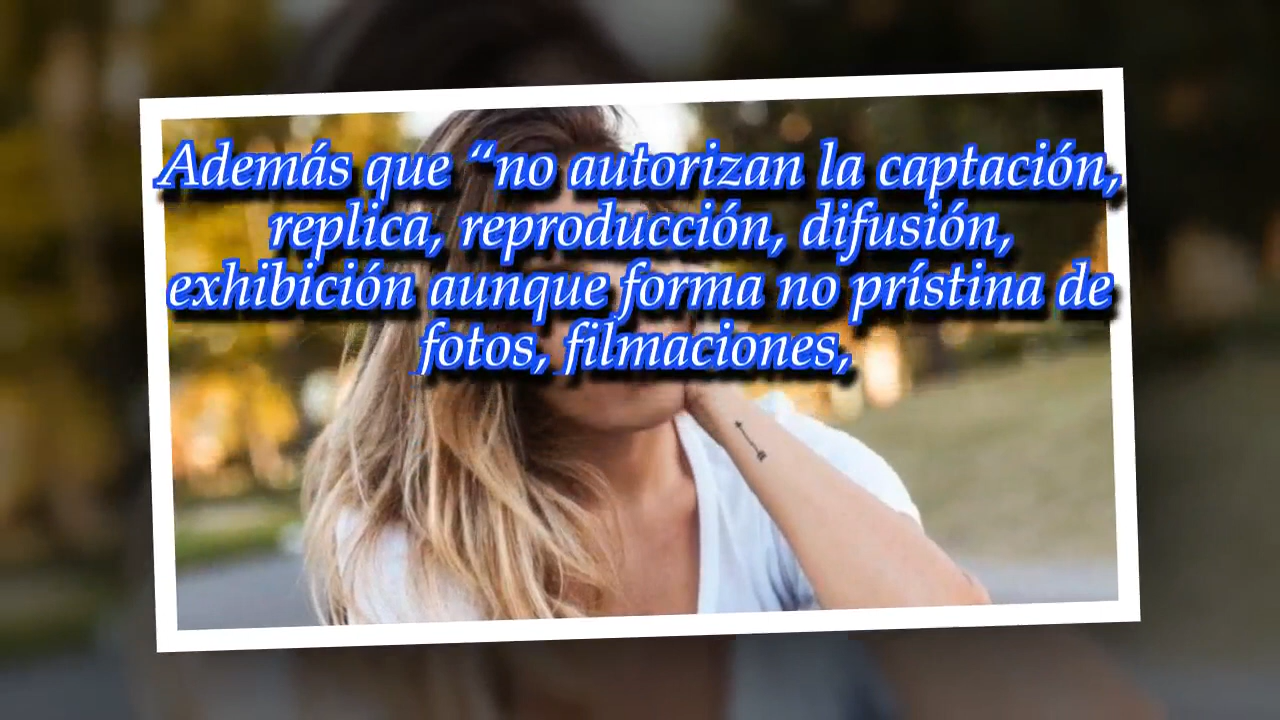 Además que “no autorizan la captación,
replica, reproducción, difusión,
exhibición aunque forma no prístina de
fotos, filmaciones,